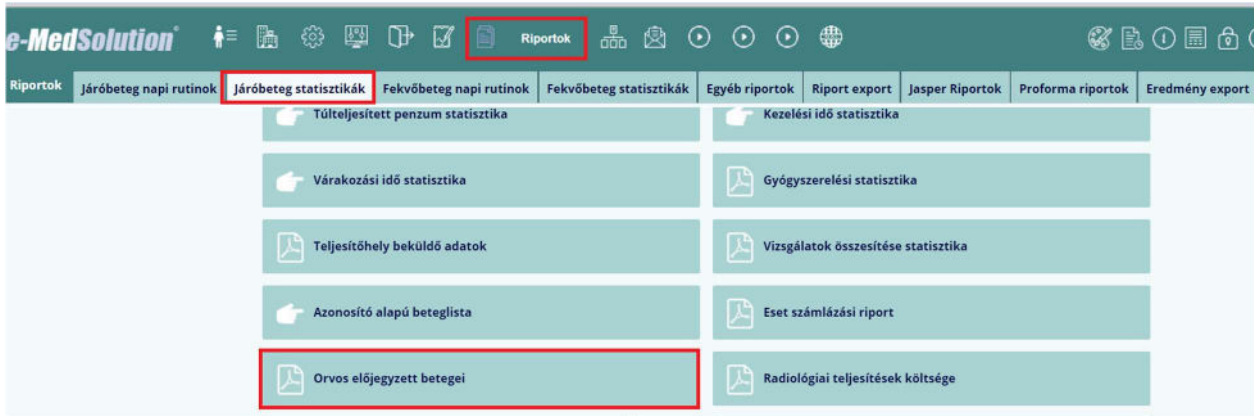 e-MedSolution Riportok
Riportok Járóbeteg napi rutinok Járóbeteg statisztikák Fekvőbeteg napi rutinok Fekvőbeteg statisztikák Egyéb riportok Riport export Jasper Riportok Proforma riportok Eredmény export
Túlteljesített penzum statisztika Kezelési idő statisztika
Várakozási idő statisztika Gyógyszerelési statisztika
Teljesítőhely beküldő adatok Vizsgálatok összesítése statisztika
Azonosító alapú beteglista Eset számlázási riport
Orvos előjegyzett betegei Radiológiai teljesítések költsége